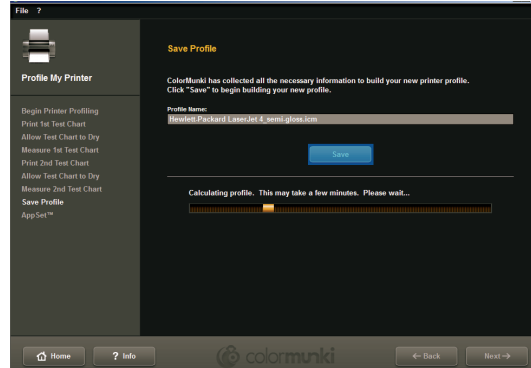 File ?
Profile My Printer
Begin Printer Profiling
Print 1st Test Chart
Allow Test Chart to Dry
Measure 1st Test Chart
Print 2nd Test Chart
Allow Test Chart to Dry
Measure 2nd Test Chart
Save Profile
AppSet™
Save Profile
ColorMunki has collected all the necessary information to build your new printer profile.
Click "Save" to begin building your new profile.
Profile Name:
Hewlett.Packard LaserJet 4_semi-gloss.icm
Save
Calculating profile. This may take a few minutes. Please wait...
Home
? Info
colormunki
← Back
Next →